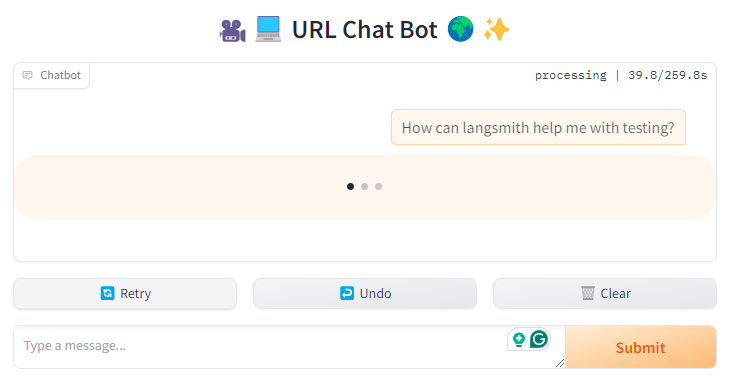 URL Chat Bot
Chatbot
processing | 39.8/259.8s
How can langsmith help me with testing?
Retry
Undo
Clear
Type a message...
Submit